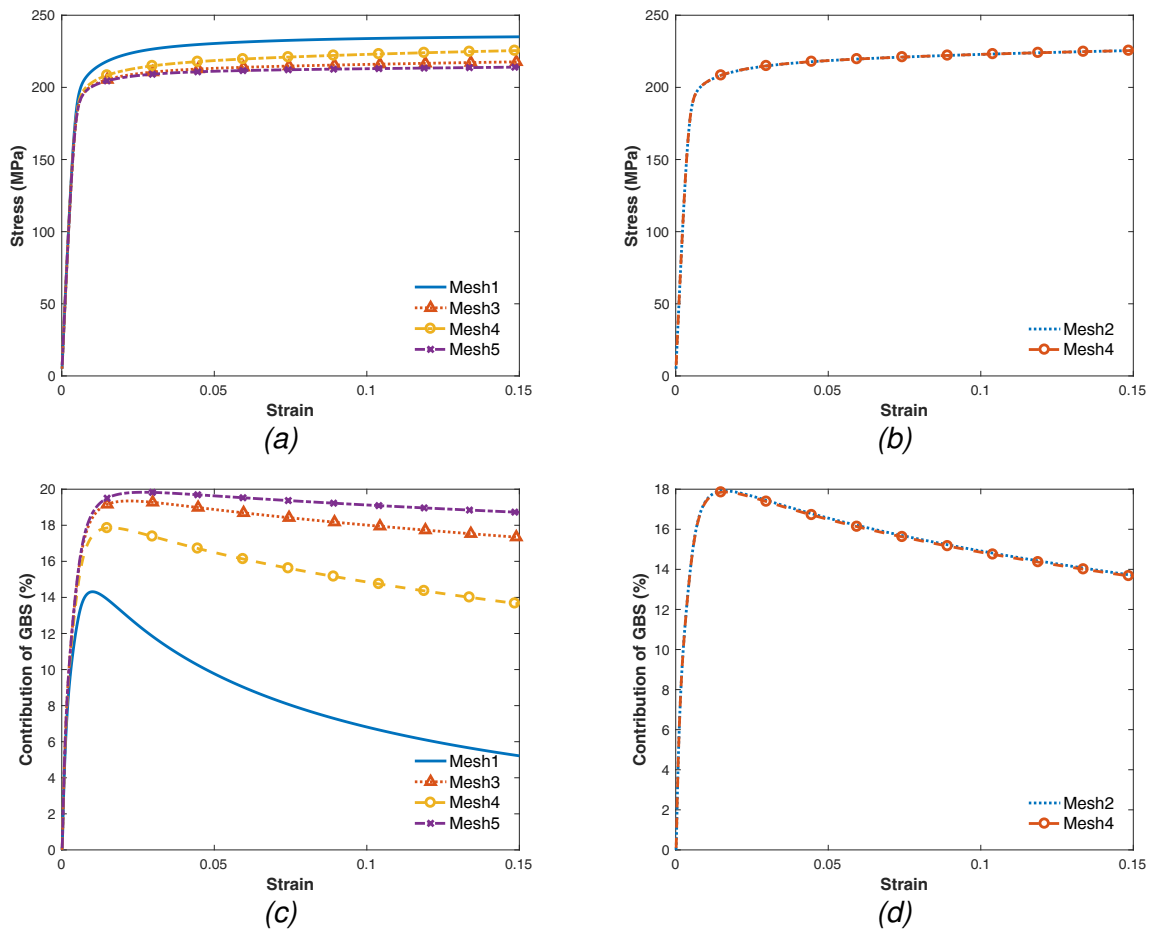 250
200
150
100
50
0
Stress (MPa)
Mesh1
Mesh3
Mesh4
Mesh5
0 0.05 0.1 0.15
Strain
(a)
250
200
150
100
50
0
Stress (MPa)
Mesh2
Mesh4
0 0.05 0.1 0.15
Strain
(b)
20
18
16
14
12
10
8
6
4
2
0
Contribution of GBS (%)
Mesh1
Mesh3
Mesh4
Mesh5
0 0.05 0.1 0.15
Strain
(c)
18
16
14
12
10
8
6
4
2
0
Contribution of GBS (%)
Mesh2
Mesh4
0 0.05 0.1 0.15
Strain
(d)